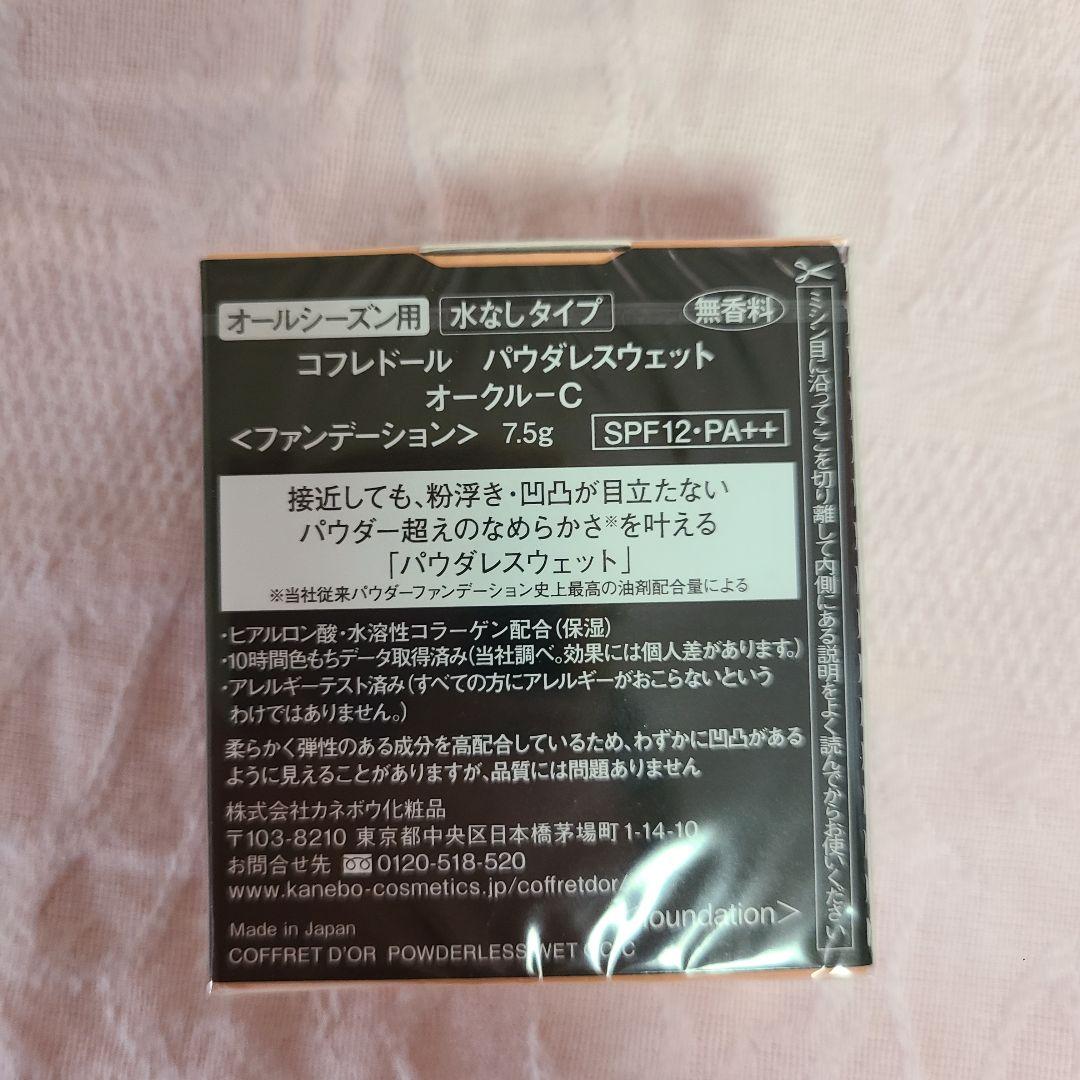 オールシーズン用 水なしタイプ 無香料
コフレドール パウダレスウェット
オークルーC
＜ファンデーション＞ 7.5g SPF12・PA++
接近しても、粉浮き・凹凸が目立たない
パウダー超えのなめらかさ※を叶える
「パウダレスウェット」
※当社従来パウダーファンデーション史上最高の油剤配合量による
・ヒアルロン酸・水溶性コラーゲン配合(保湿)
・10時間色もちデータ取得済み(当社調べ。効果には個人差があります。)
・アレルギーテスト済み(すべての方にアレルギーがおこらないという
わけではありません。)
柔らかく弾性のある成分を高配合しているため、わずかに凹凸がある
ように見えることがありますが、品質には問題ありません
株式会社カネボウ化粧品
〒103-8210 東京都中央区日本橋茅場町1-14-10
お問合せ先 0120-518-520
www.kanebo-cosmetics.jp/coffretdor/
foundation＞
Made in Japan
COFFRET D'OR POWDERLESS WET OC-C
ミシン目に沿ってここを切り離して内側にある説明をよく読んでからお使いください